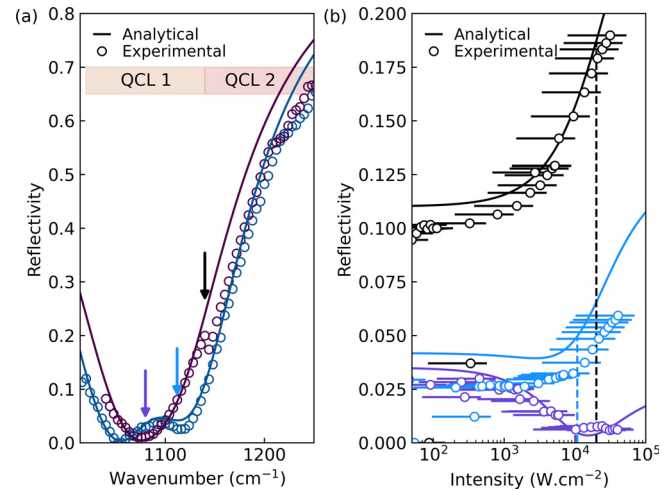 (a)
Analytical
Experimental
QCL 1
QCL 2
0.8
0.7
0.6
0.5
0.4
0.3
0.2
0.1
0.0
Reflectivity
1100
1200
Wavenumber (cm⁻¹)
(b)
Analytical
Experimental
0.200
0.175
0.150
0.125
0.100
0.075
0.050
0.025
0.000
Reflectivity
10²
10³
10⁴
10⁵
Intensity (W.cm⁻²)